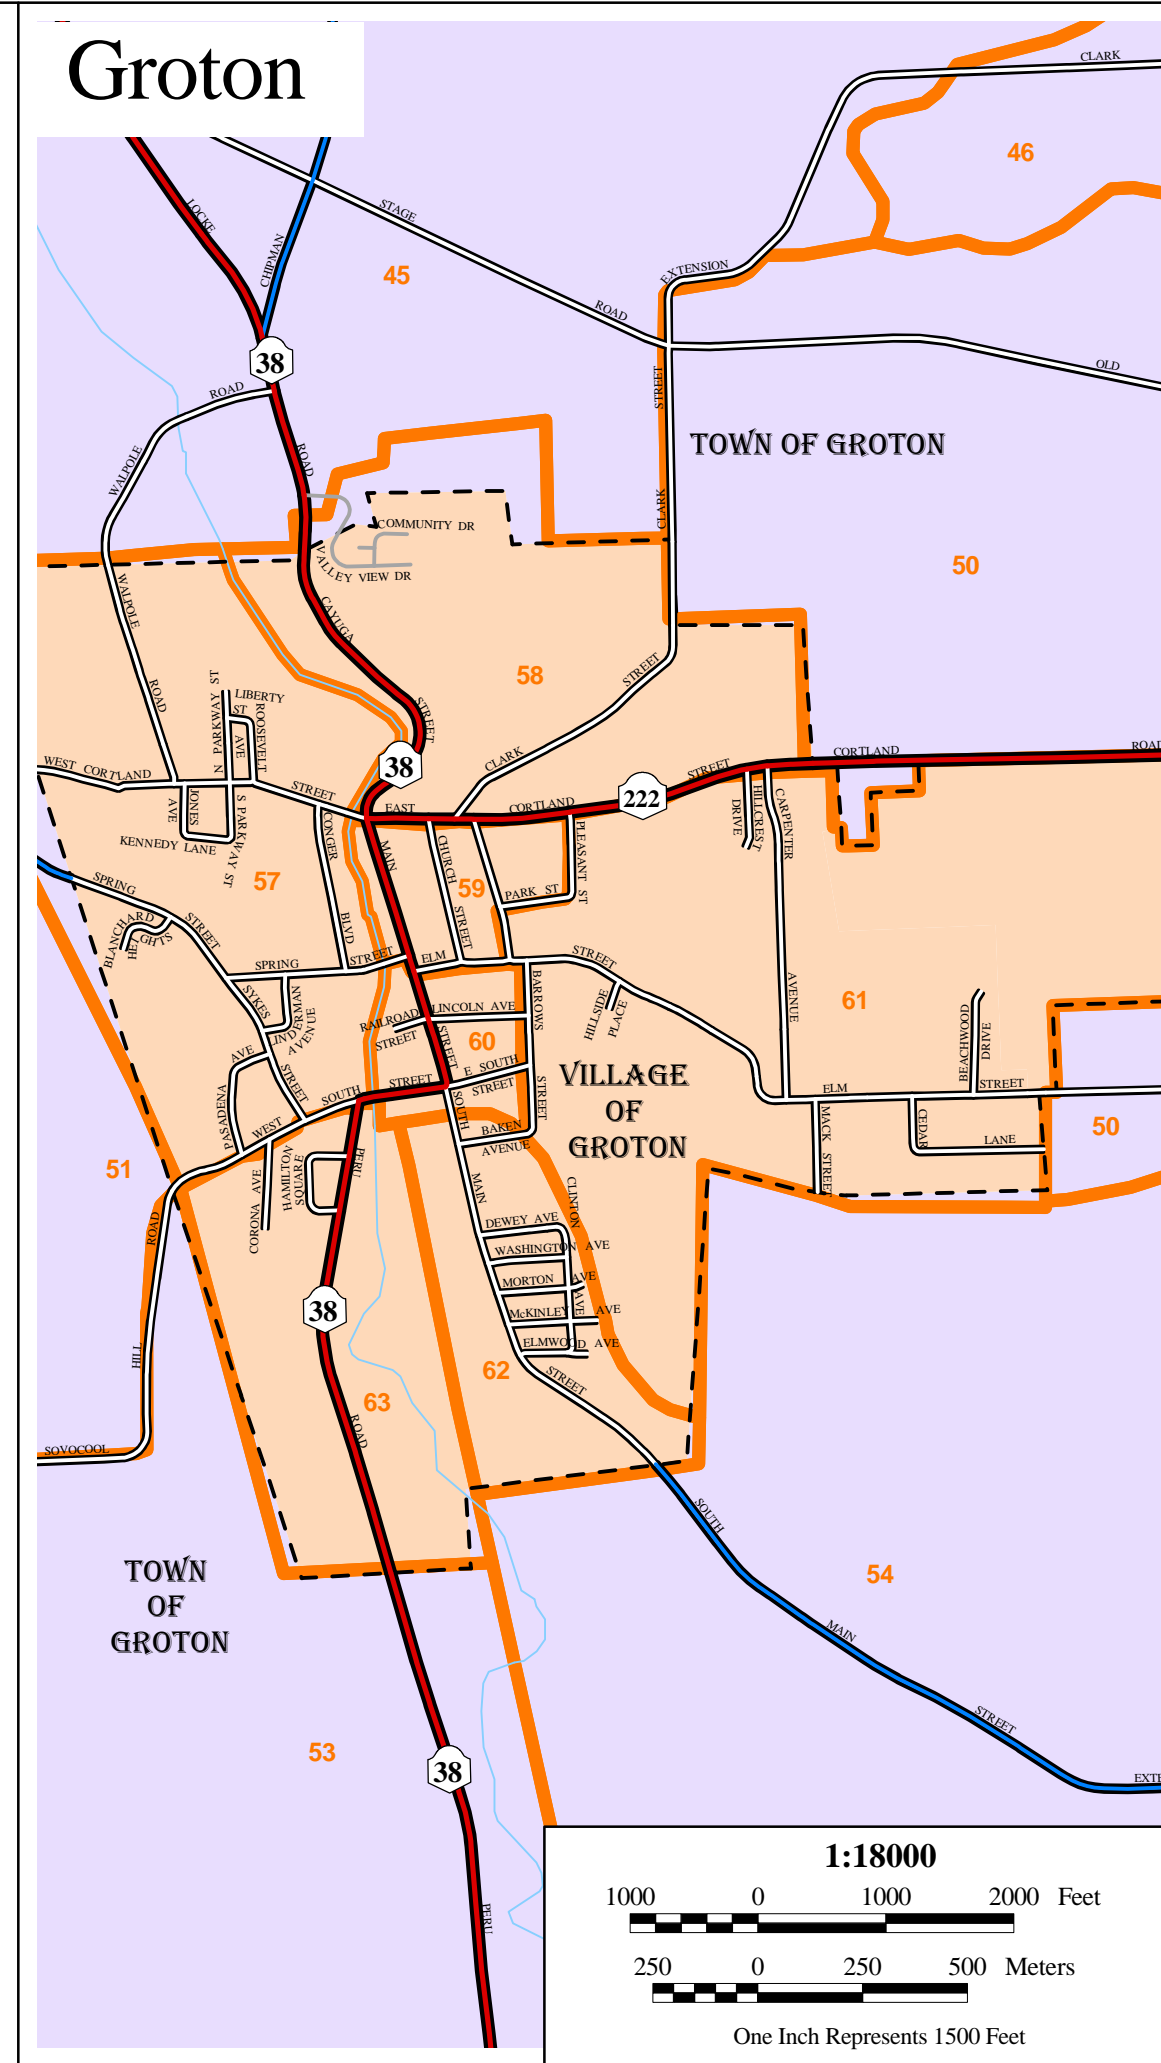 Groton
CLARK
46
LOCKE
STAGE
CHIPMAN
45
EXTENSION
ROAD
38
OLD
ROAD
STREET
WALPOLE
ROAD
TOWN OF GROTON
CLARK
COMMUNITY DR
VALLEY VIEW DR
50
WALPOLE
CAYUGA
58
STREET
ROAD
N PARKWAY ST
LIBERTY
ST
AVE
ROOSEVELT
STREET
38
CLARK
CORTLAND
ROAD
WEST CORTLAND
STREET
STREET
EAST
CORTLAND
222
AVE
JONES
S PARKWAY ST
CONGER
MAIN
CHURCH
PLEASANT ST
DRIVE
HILLCREST
CARPENTER
KENNEDY LANE
57
59
SPRING
PARK ST
BLANCHARD
HEIGHTS
STREET
BLVD
STREET
SPRING
STREET
ELM
STREET
SYKES
LINDERMAN
AVENUE
BARROWS
HILLSIDE
PLACE
AVENUE
61
RAILROAD
STREET
LINCOLN AVE
STREET
60
BEACHWOOD
DRIVE
AVE
E SOUTH
STREET
VILLAGE
OF
GROTON
PASADENA
STREET
SOUTH
STREET
STREET
ELM
STREET
WEST
SOUTH
BAKEN
AVENUE
MACK STREET
CEDAR
LANE
50
51
CORONA AVE
HAMILTON
SQUARE
PERU
MAIN
CLINTON
ROAD
DEWEY AVE
WASHINGTON AVE
MORTON AVE
AVE
38
McKINLEY AVE
HILL
ELMWOOD AVE
62
STREET
63
ROAD
SOVOCOOL
SOUTH
TOWN
OF
GROTON
54
MAIN
STREET
53
38
EXTE
PERU
1:18000
1000 0 1000 2000 Feet
250 0 250 500 Meters
One Inch Represents 1500 Feet